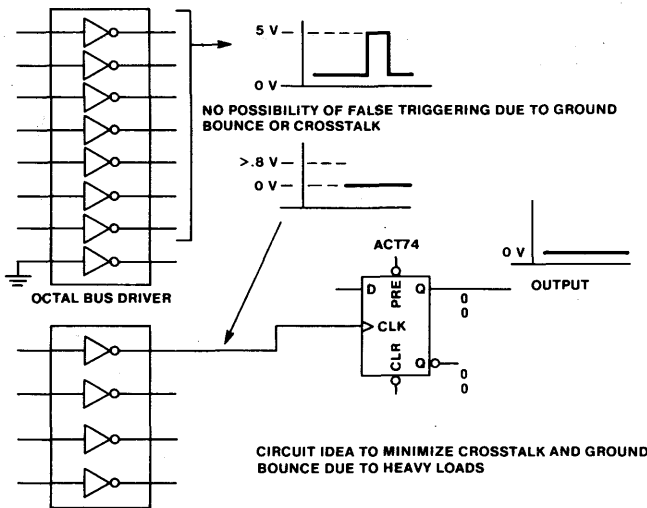 5 V
0 V
NO POSSIBILITY OF FALSE TRIGGERING DUE TO GROUND
BOUNCE OR CROSSTALK
>.8 V
0 V
ACT74
0 V
OUTPUT
D
PRE
Q
0
0
OCTAL BUS DRIVER
CLK
CLR
Q
0
0
CIRCUIT IDEA TO MINIMIZE CROSSTALK AND GROUND
BOUNCE DUE TO HEAVY LOADS